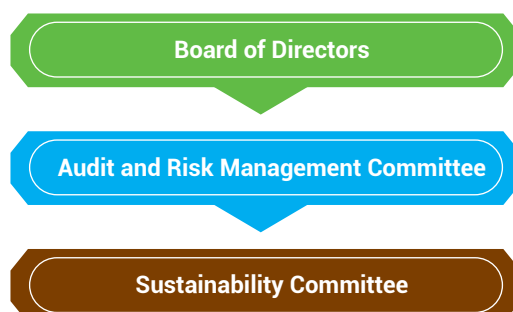 Board of Directors
Audit and Risk Management Committee
Sustainability Committee